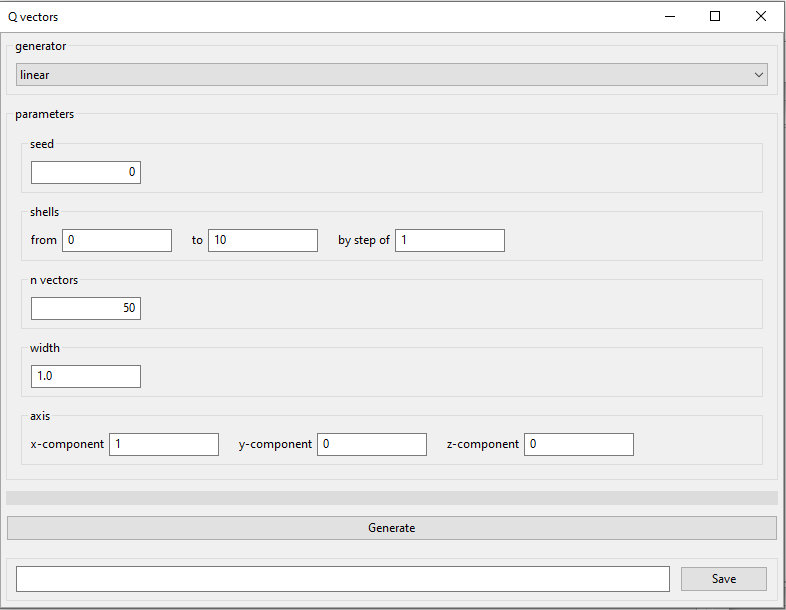 Q vectors
generator
linear
parameters
seed
0
shells
from 0 to 10 by step of 1
n vectors
50
width
1.0
axis
x-component 1 y-component 0 z-component 0
Generate
Save